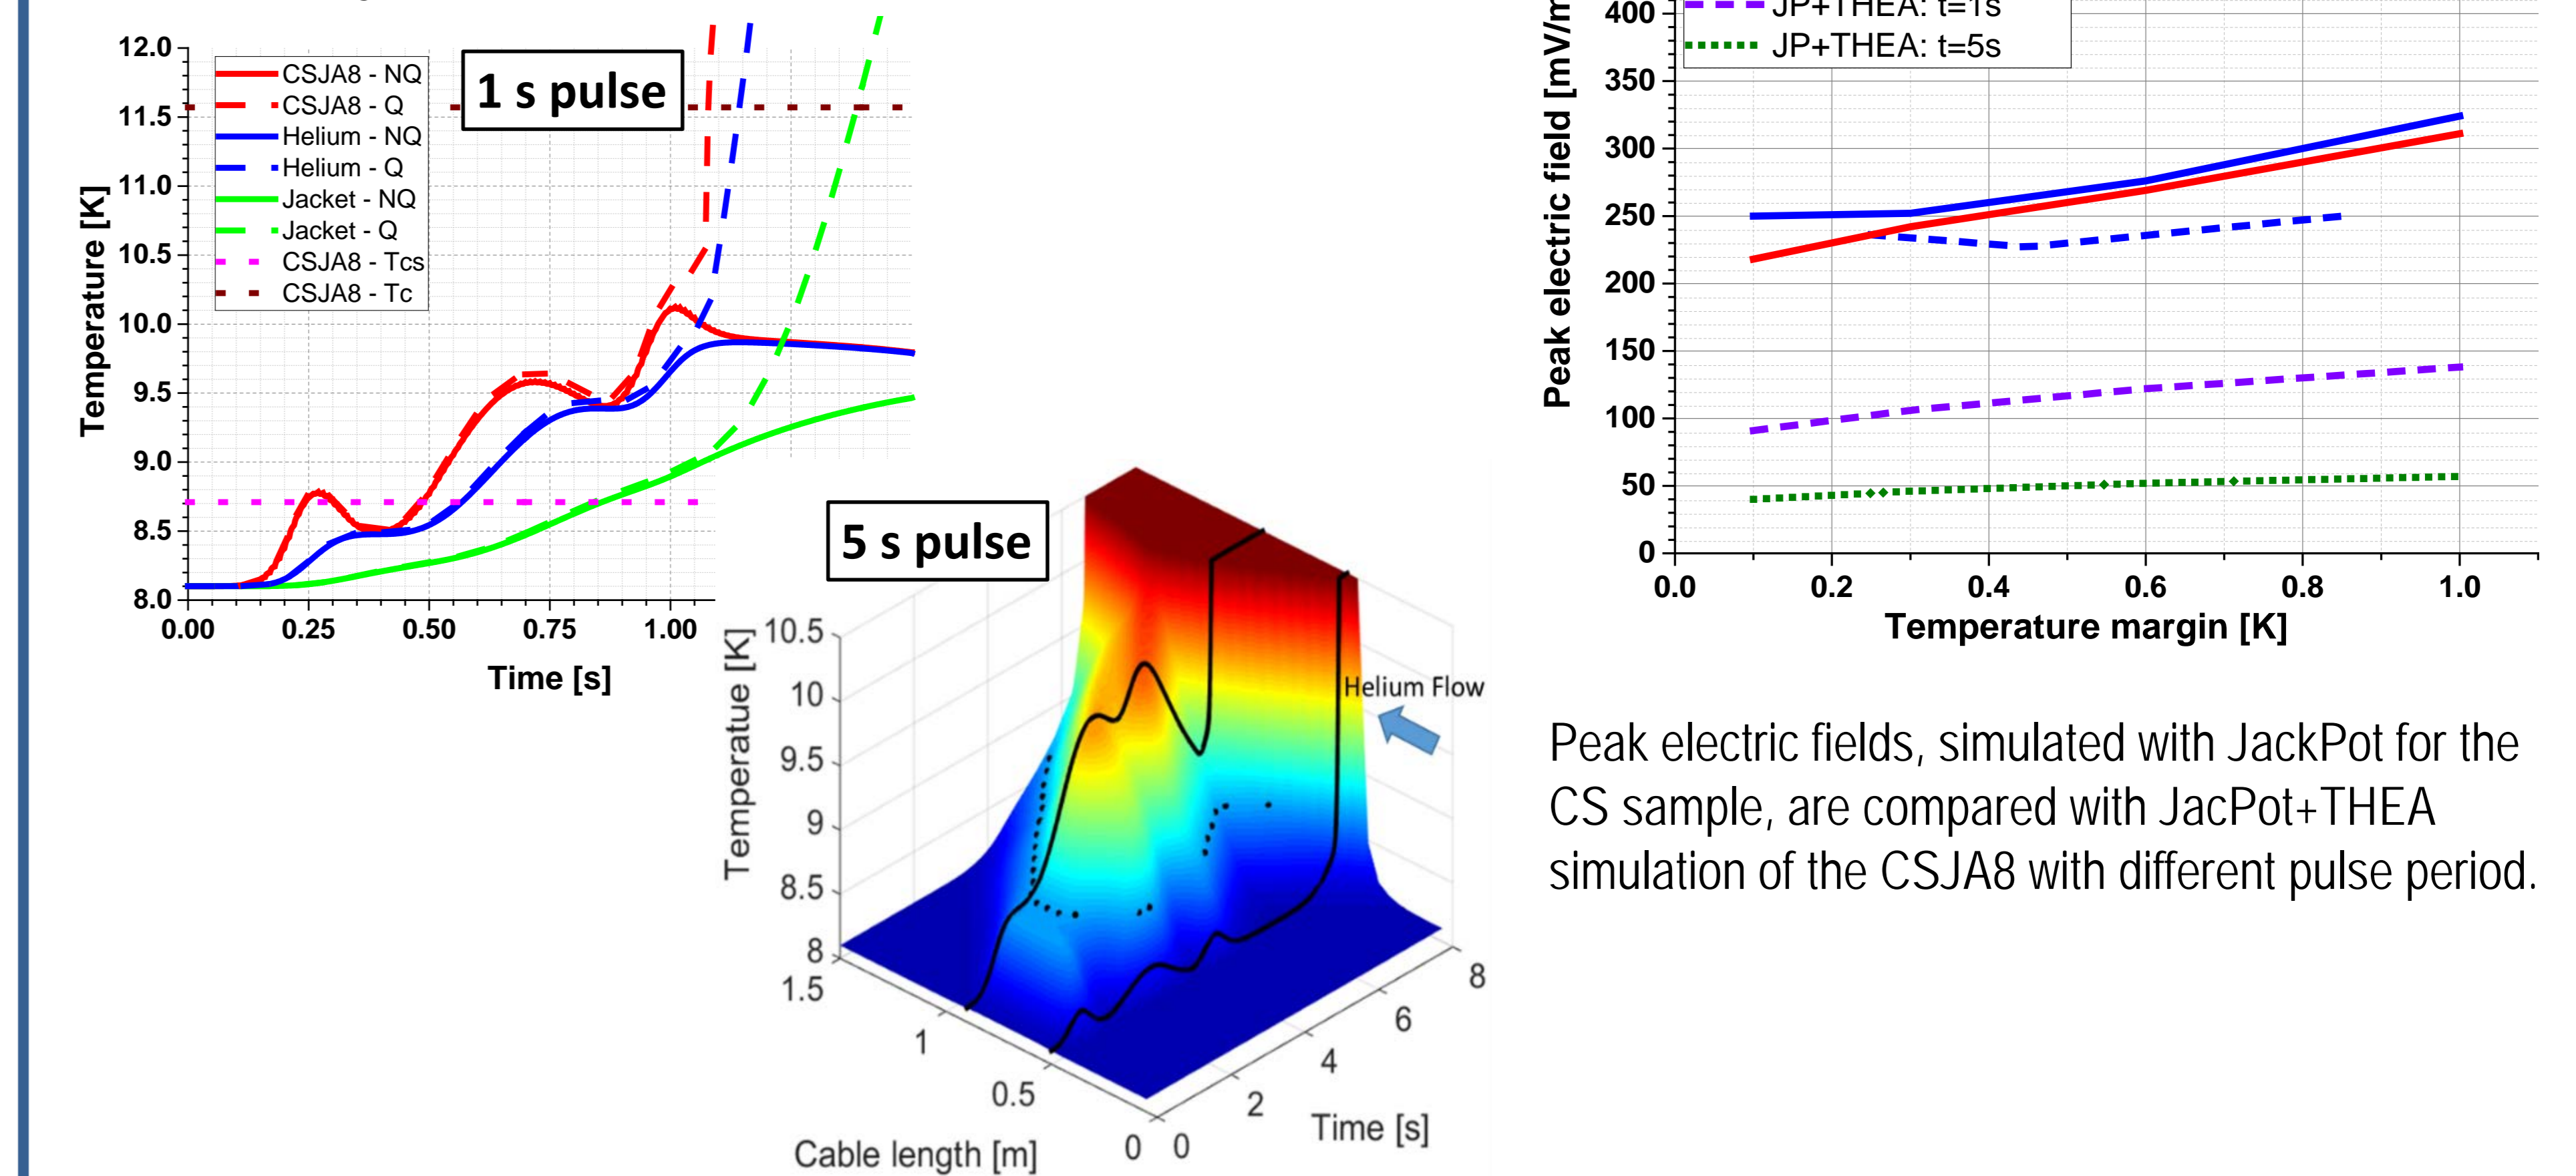 12.0
11.5
11.0
10.5
10.0
9.5
9.0
8.5
8.0
Temperature [K]
CSJA8 - NQ
CSJA8 - Q
Helium - NQ
Helium - Q
Jacket - NQ
Jacket - Q
CSJA8 - Tcs
CSJA8 - Tc
1 s pulse
0.00 0.25 0.50 0.75 1.00
Time [s]
5 s pulse
10.5
10
9.5
9
8.5
8
Temperatue [K]
1.5
1
0.5
0
Cable length [m]
0
2
4
6
8
Time [s]
Helium Flow
JP+THEA: t=1s
JP+THEA: t=5s
400
350
300
250
200
150
100
50
0
Peak electric field [mV/m
0.0 0.2 0.4 0.6 0.8 1.0
Temperature margin [K]
Peak electric fields, simulated with JackPot for the
CS sample, are compared with JacPot+THEA
simulation of the CSJA8 with different pulse period.